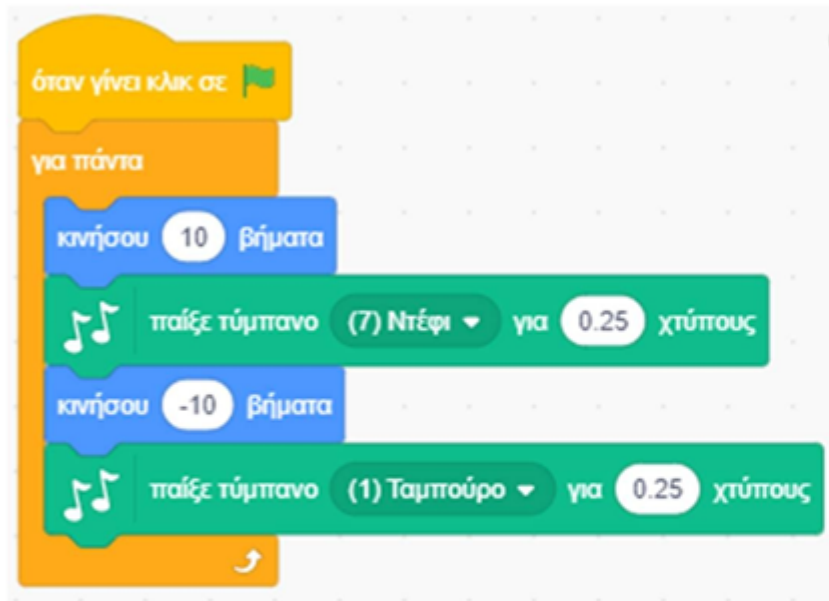 όταν γίνει κλικ σε
για πάντα
κινήσου 10 βήματα
παίξε τύμπανο (7) Ντέφι για 0.25 χτύπους
κινήσου -10 βήματα
παίξε τύμπανο (1) Ταμπούρο για 0.25 χτύπους